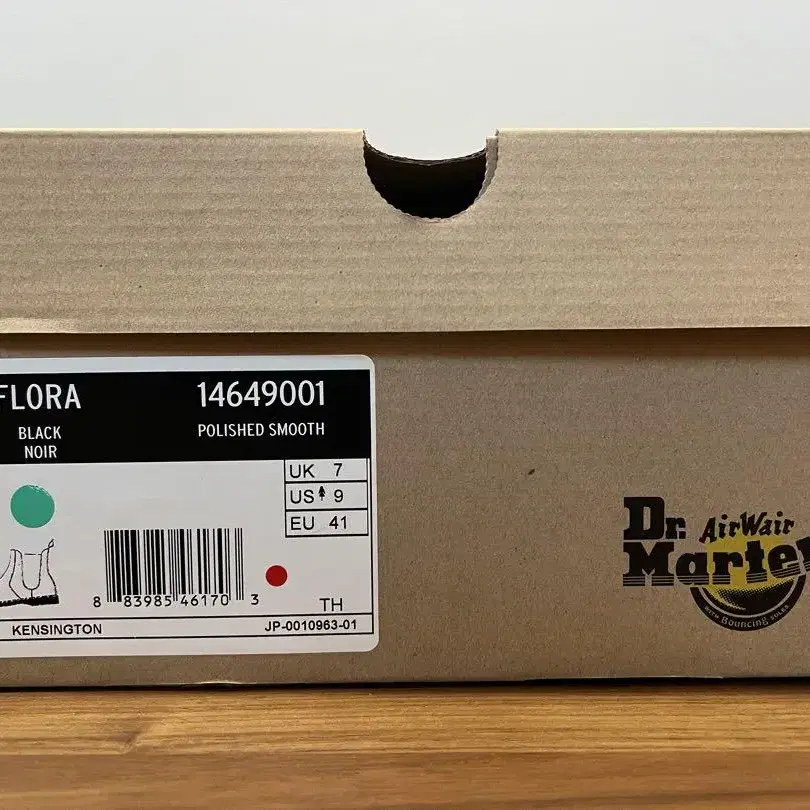 FLORA
14649001
BLACK
NOIR
POLISHED SMOOTH
UK 7
US 9
EU 41
8 83985 46170 3
TH
KENSINGTON
JP-0010963-01
Dr. AirWair
Marten
WITH Bouncing SOLES